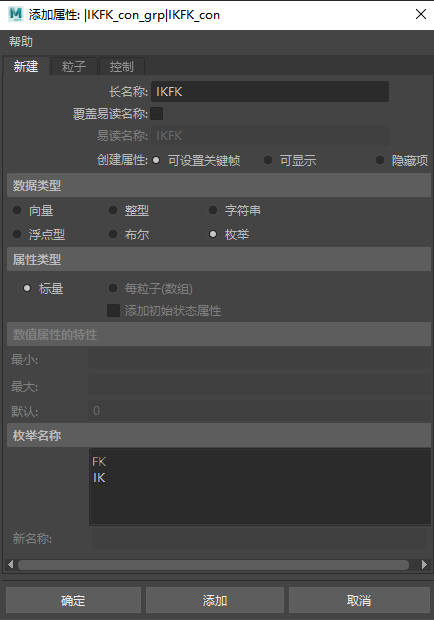 添加属性: |IKFK_con_grp|IKFK_con
帮助
新建 粒子 控制
长名称: IKFK
覆盖易读名称:
易读名称: IKFK
创建属性: 可设置关键帧 可显示 隐藏项
数据类型
向量 整型 字符串
浮点型 布尔 枚举
属性类型
标量 每粒子(数组)
添加初始状态属性
数值属性的特性
最小:
最大:
默认: 0
枚举名称
FK
IK
新名称:
确定 添加 取消